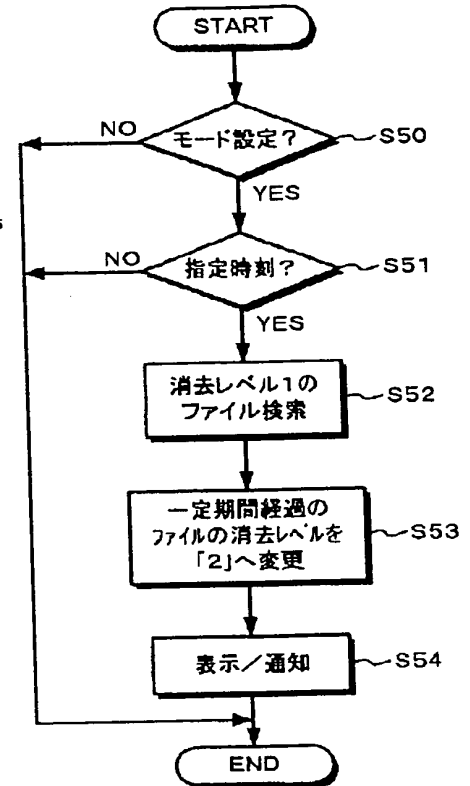 START
モード設定?
S50
NO
YES
指定時刻?
S51
NO
YES
消去レベル1の
ファイル検索
S52
一定期間経過の
ファイルの消去レベルを
「2」へ変更
S53
表示/通知
S54
END